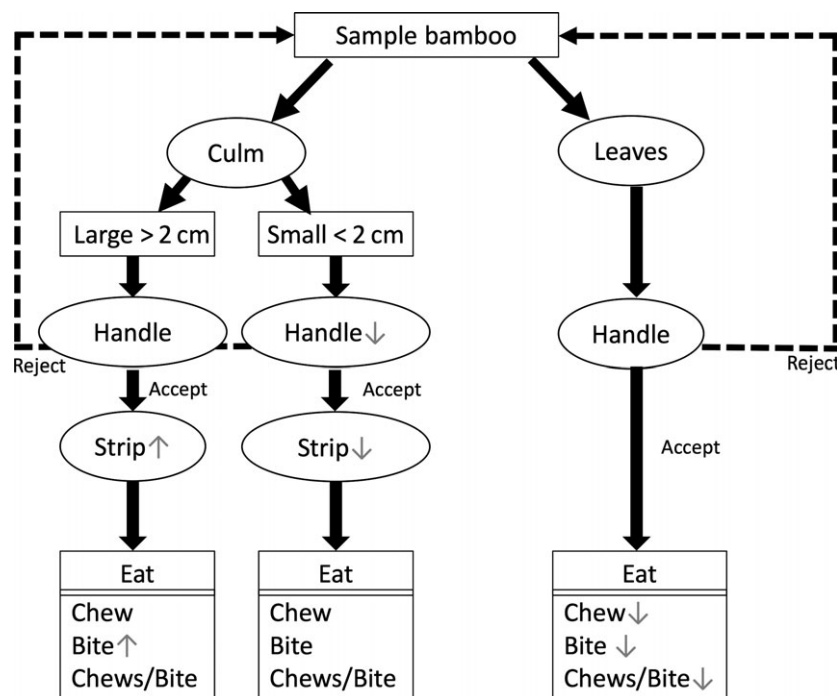 Sample bamboo
Culm
Leaves
Large > 2 cm
Small < 2 cm
Handle
Handle↓
Handle
Reject
Reject
Accept
Accept
Accept
Strip↑
Strip↓
Eat
Chew
Bite↑
Chews/Bite
Eat
Chew
Bite
Chews/Bite
Eat
Chew↓
Bite ↓
Chews/Bite↓